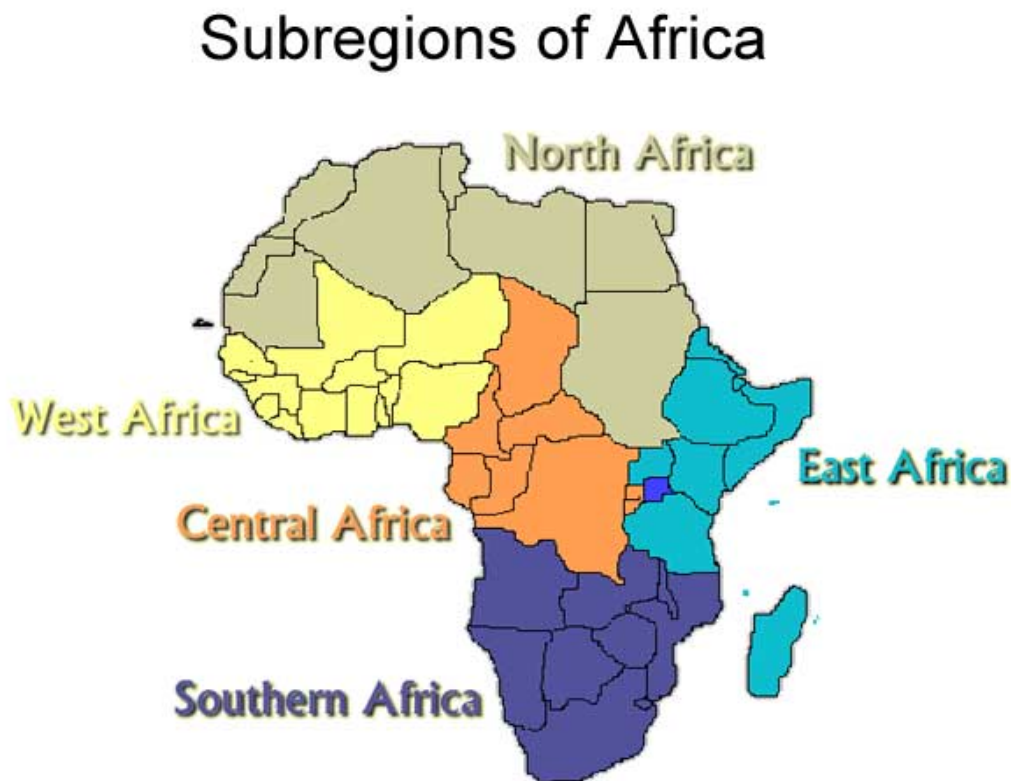 Subregions of Africa
North Africa
West Africa
East Africa
Central Africa
Southern Africa